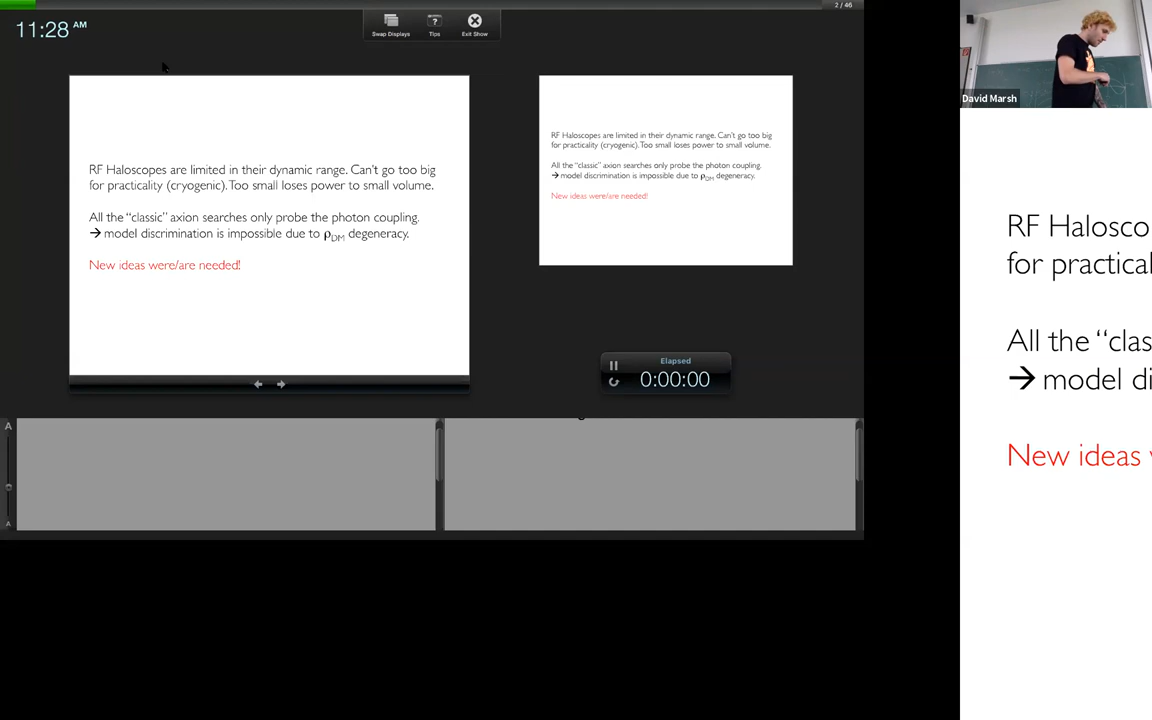 11:28 AM
Swap Displays
Tips
Exit Show
2 / 46
RF Haloscopes are limited in their dynamic range. Can't go too big
for practicality (cryogenic). Too small loses power to small volume.
All the “classic” axion searches only probe the photon coupling.
→ model discrimination is impossible due to ρDM degeneracy.
New ideas were/are needed!
RF Haloscopes are limited in their dynamic range. Can't go too big
for practicality (cryogenic). Too small loses power to small volume.
All the “classic” axion searches only probe the photon coupling.
→ model discrimination is impossible due to ρDM degeneracy.
New ideas were/are needed!
Elapsed
0:00:00
A
A
David Marsh
RF Halosco
for practical
All the “clas
→ model di
New ideas